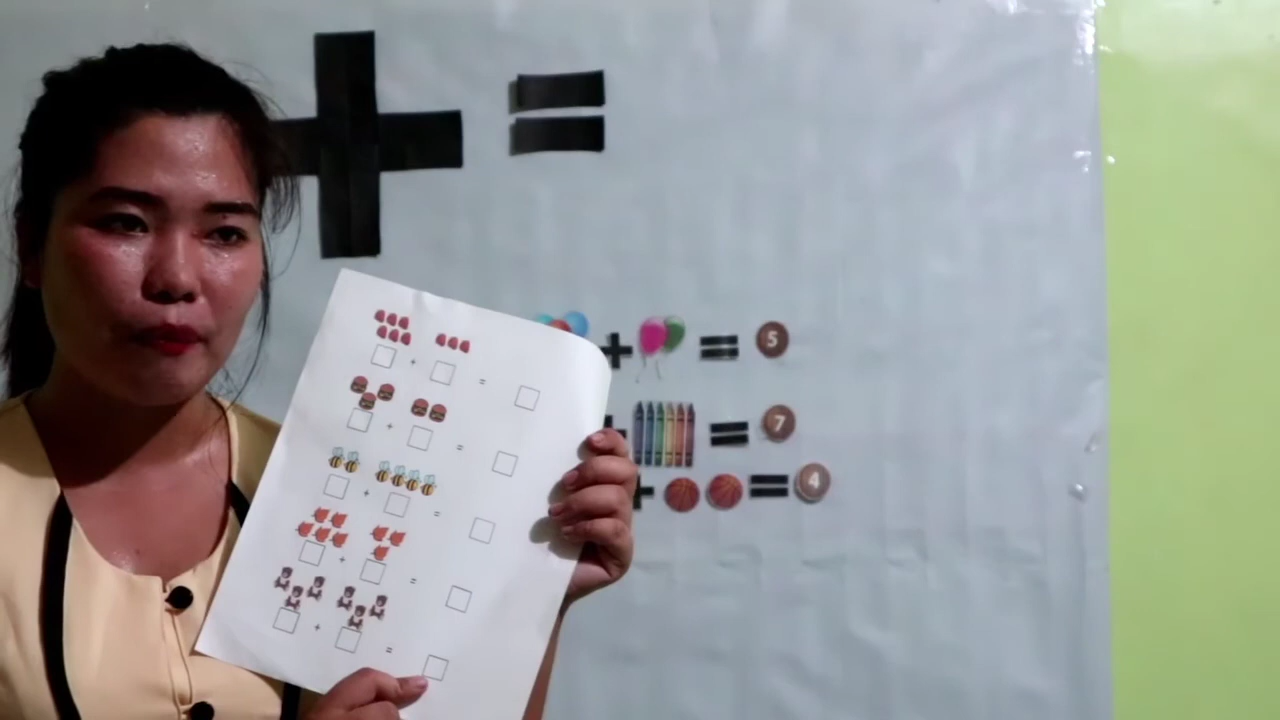 + =
+ = 5
+ = 7
+ = 4
+ =
+ =
+ =
+ =
+ =